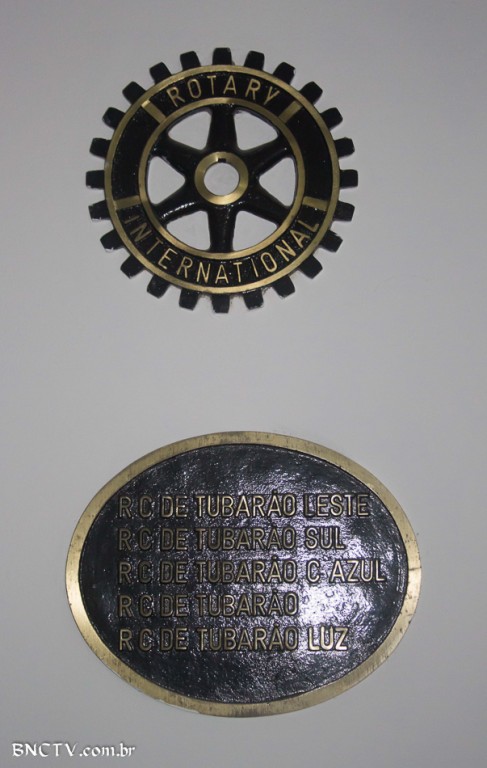 ROTARY
INTERNATIONAL
R C DE TUBARÃO LESTE
R C DE TUBARÃO SUL
R C DE TUBARÃO C AZUL
R C DE TUBARÃO
R C DE TUBARÃO LUZ
BNCTV.com.br